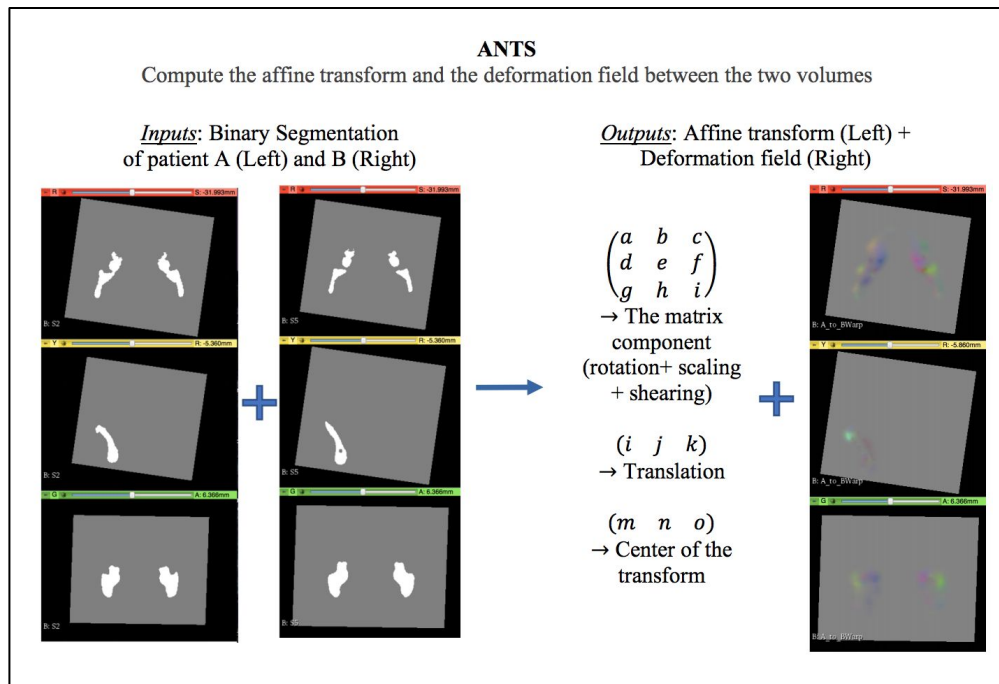 ANTS
Compute the affine transform and the deformation field between the two volumes
Inputs: Binary Segmentation
of patient A (Left) and B (Right)
Outputs: Affine transform (Left) +
Deformation field (Right)
R S: -31.993mm
B: S2
Y R: -5.360mm
B: S2
G A: 6.366mm
B: S2
R S: -31.993mm
B: S5
Y R: -5.360mm
B: S5
G A: 6.366mm
B: S5
a b c
d e f
g h i
→ The matrix
component
(rotation+ scaling
+ shearing)
(i j k)
→ Translation
(m n o)
→ Center of the
transform
R S: -31.993mm
B: A_to_BWarp
Y R: -5.860mm
B: A_to_BWarp
G A: 6.366mm
B: A_to_BWarp